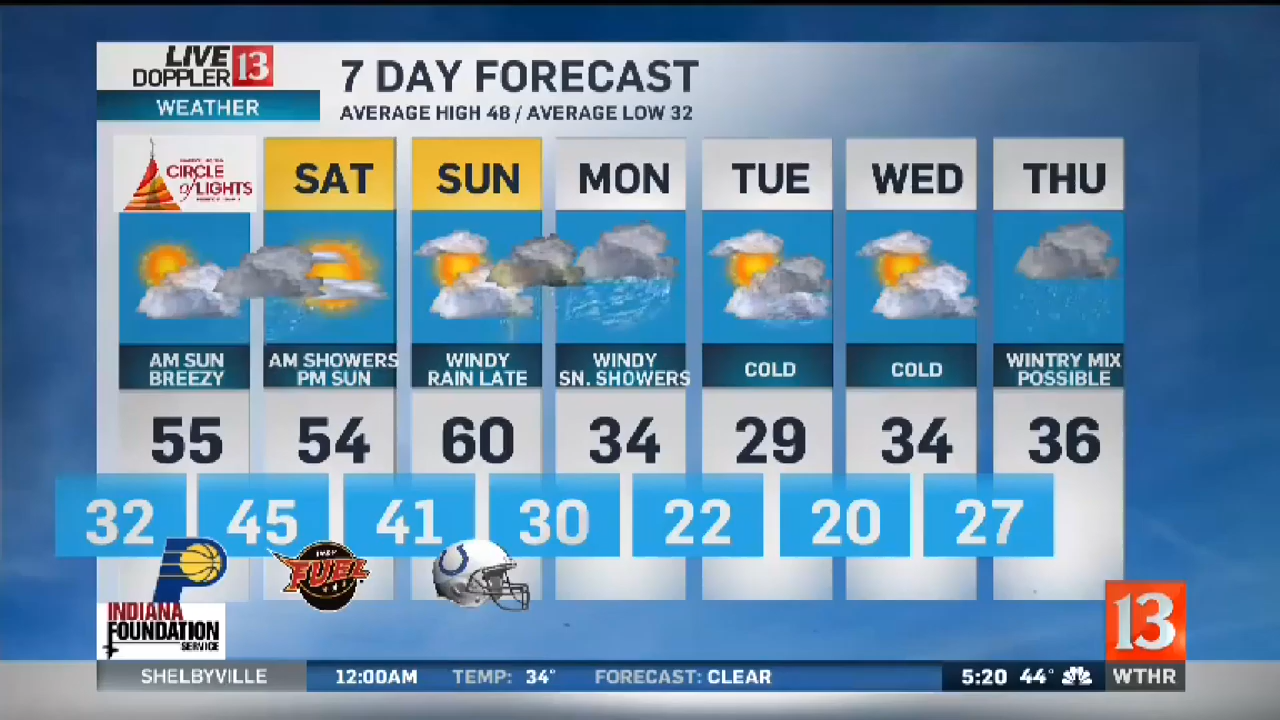 LIVE
DOPPLER 13
WEATHER
7 DAY FORECAST
AVERAGE HIGH 48 / AVERAGE LOW 32
CIRCLE
of LIGHTS
SAT
SUN
MON
TUE
WED
THU
AM SUN
BREEZY
AM SHOWERS
PM SUN
WINDY
RAIN LATE
WINDY
SN. SHOWERS
COLD
COLD
WINTRY MIX
POSSIBLE
55 54 60 34 29 34 36
32 45 41 30 22 20 27
P
INDY
FUEL
INDIANA
FOUNDATION
SERVICE
13
WTHR
SHELBYVILLE 12:00AM TEMP: 34° FORECAST: CLEAR 5:20 44°